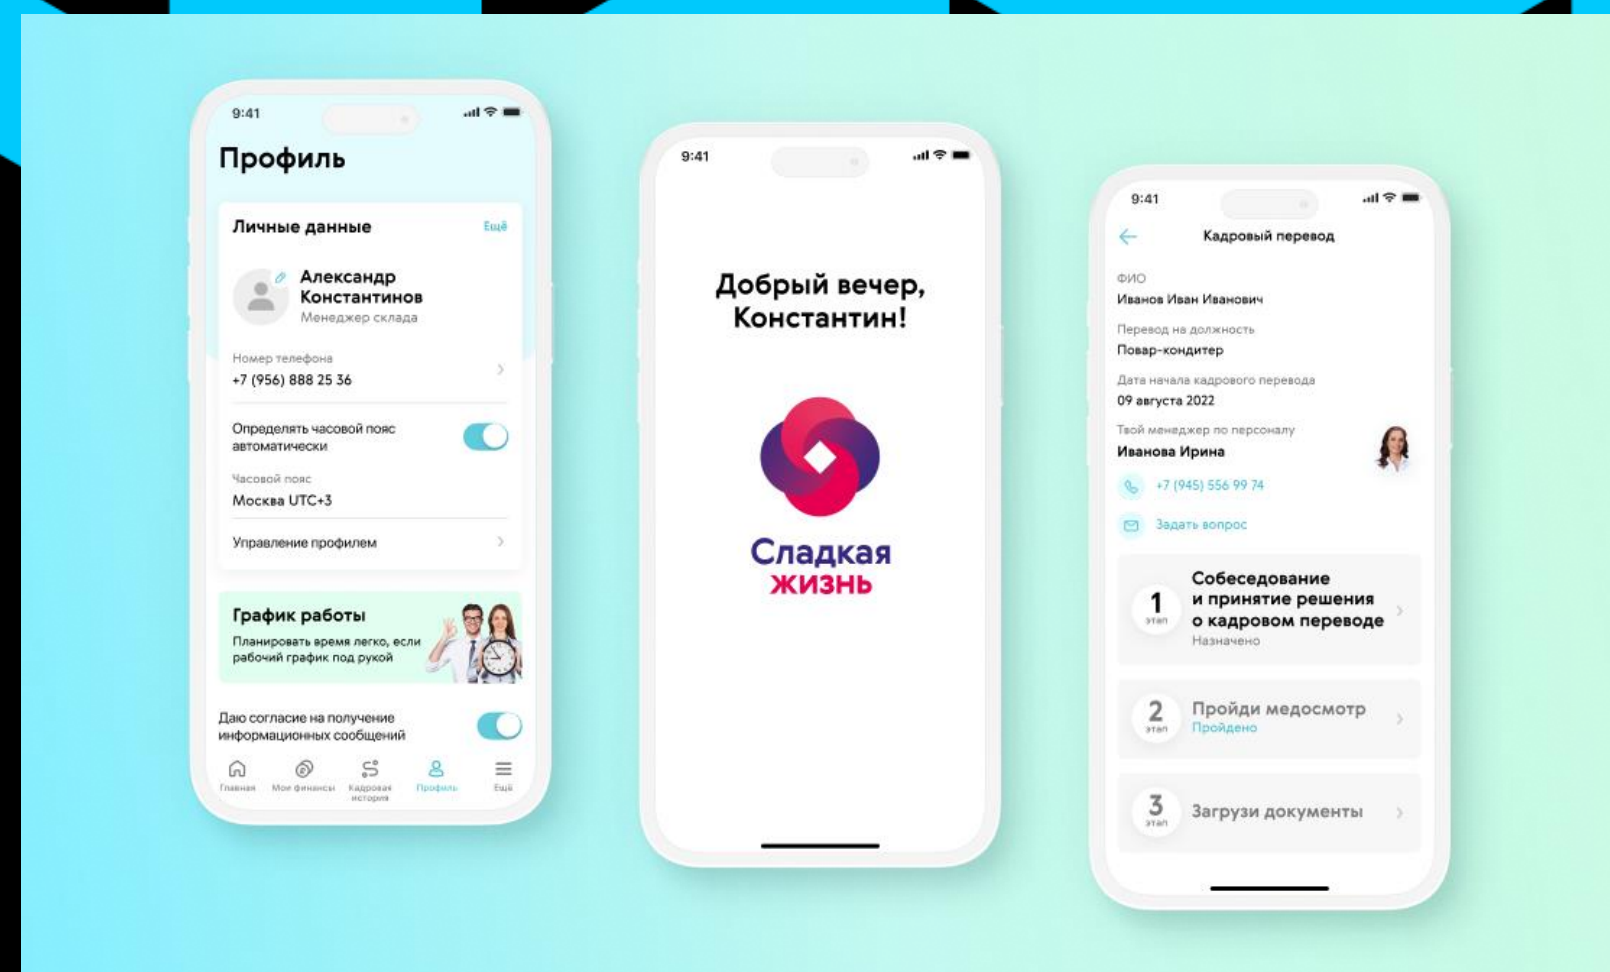 9:41
Профиль
Личные данные
Ещё
Александр
Константинов
Менеджер склада
Номер телефона
+7 (956) 888 25 36
Определять часовой пояс
автоматически
Часовой пояс
Москва UTC+3
Управление профилем
График работы
Планировать время легко, если
рабочий график под рукой
Даю согласие на получение
информационных сообщений
Главная
Мои финансы
Кадровая
история
Профиль
Ещё
9:41
Добрый вечер,
Константин!
Сладкая
жизнь
9:41
Кадровый перевод
ФИО
Иванов Иван Иванович
Перевод на должность
Повар-кондитер
Дата начала кадрового перевода
09 августа 2022
Твой менеджер по персоналу
Иванова Ирина
+7 (945) 556 99 74
Задать вопрос
1
этап
Собеседование
и принятие решения
о кадровом переводе
Назначено
2
этап
Пройди медосмотр
Пройдено
3
этап
Загрузи документы